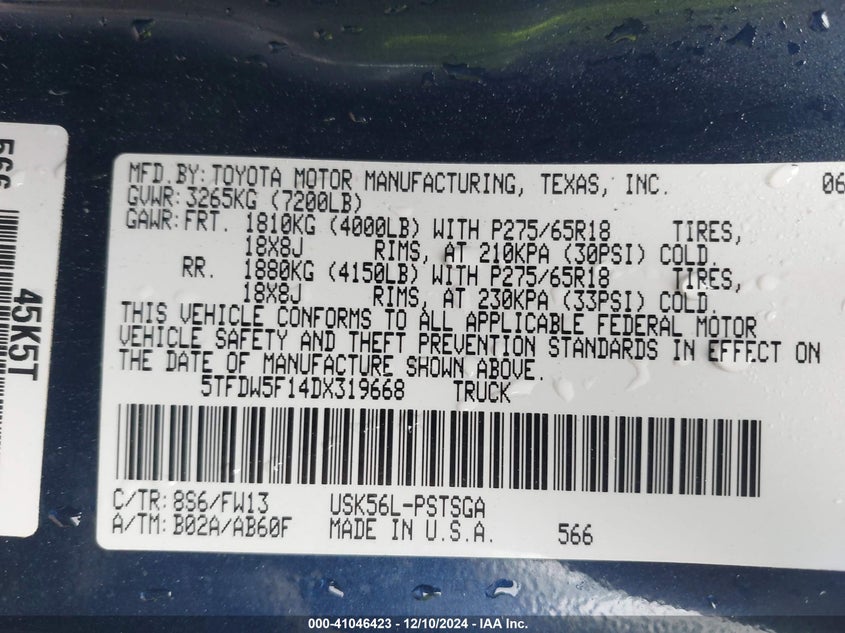 MFD.BY:TOYOTA MOTOR MANUFACTURING, TEXAS, INC. 06
GVWR:3265KG (7200LB)
GAWR:FRT. 1810KG (4000LB) WITH P275/65R18 TIRES,
18X8J RIMS, AT 210KPA (30PSI) COLD.
RR. 1880KG (4150LB) WITH P275/65R18 TIRES,
18X8J RIMS, AT 230KPA (33PSI) COLD.
THIS VEHICLE CONFORMS TO ALL APPLICABLE FEDERAL MOTOR
VEHICLE SAFETY AND THEFT PREVENTION STANDARDS IN EFFECT ON
THE DATE OF MANUFACTURE SHOWN ABOVE.
5TFDW5F14DX319668 TRUCK
C/TR:8S6/FW13 USK56L-PSTSGA
A/TM:B02A/AB60F MADE IN U.S.A. 566
566
45K5T
000-41046423 - 12/10/2024 - IAA Inc.